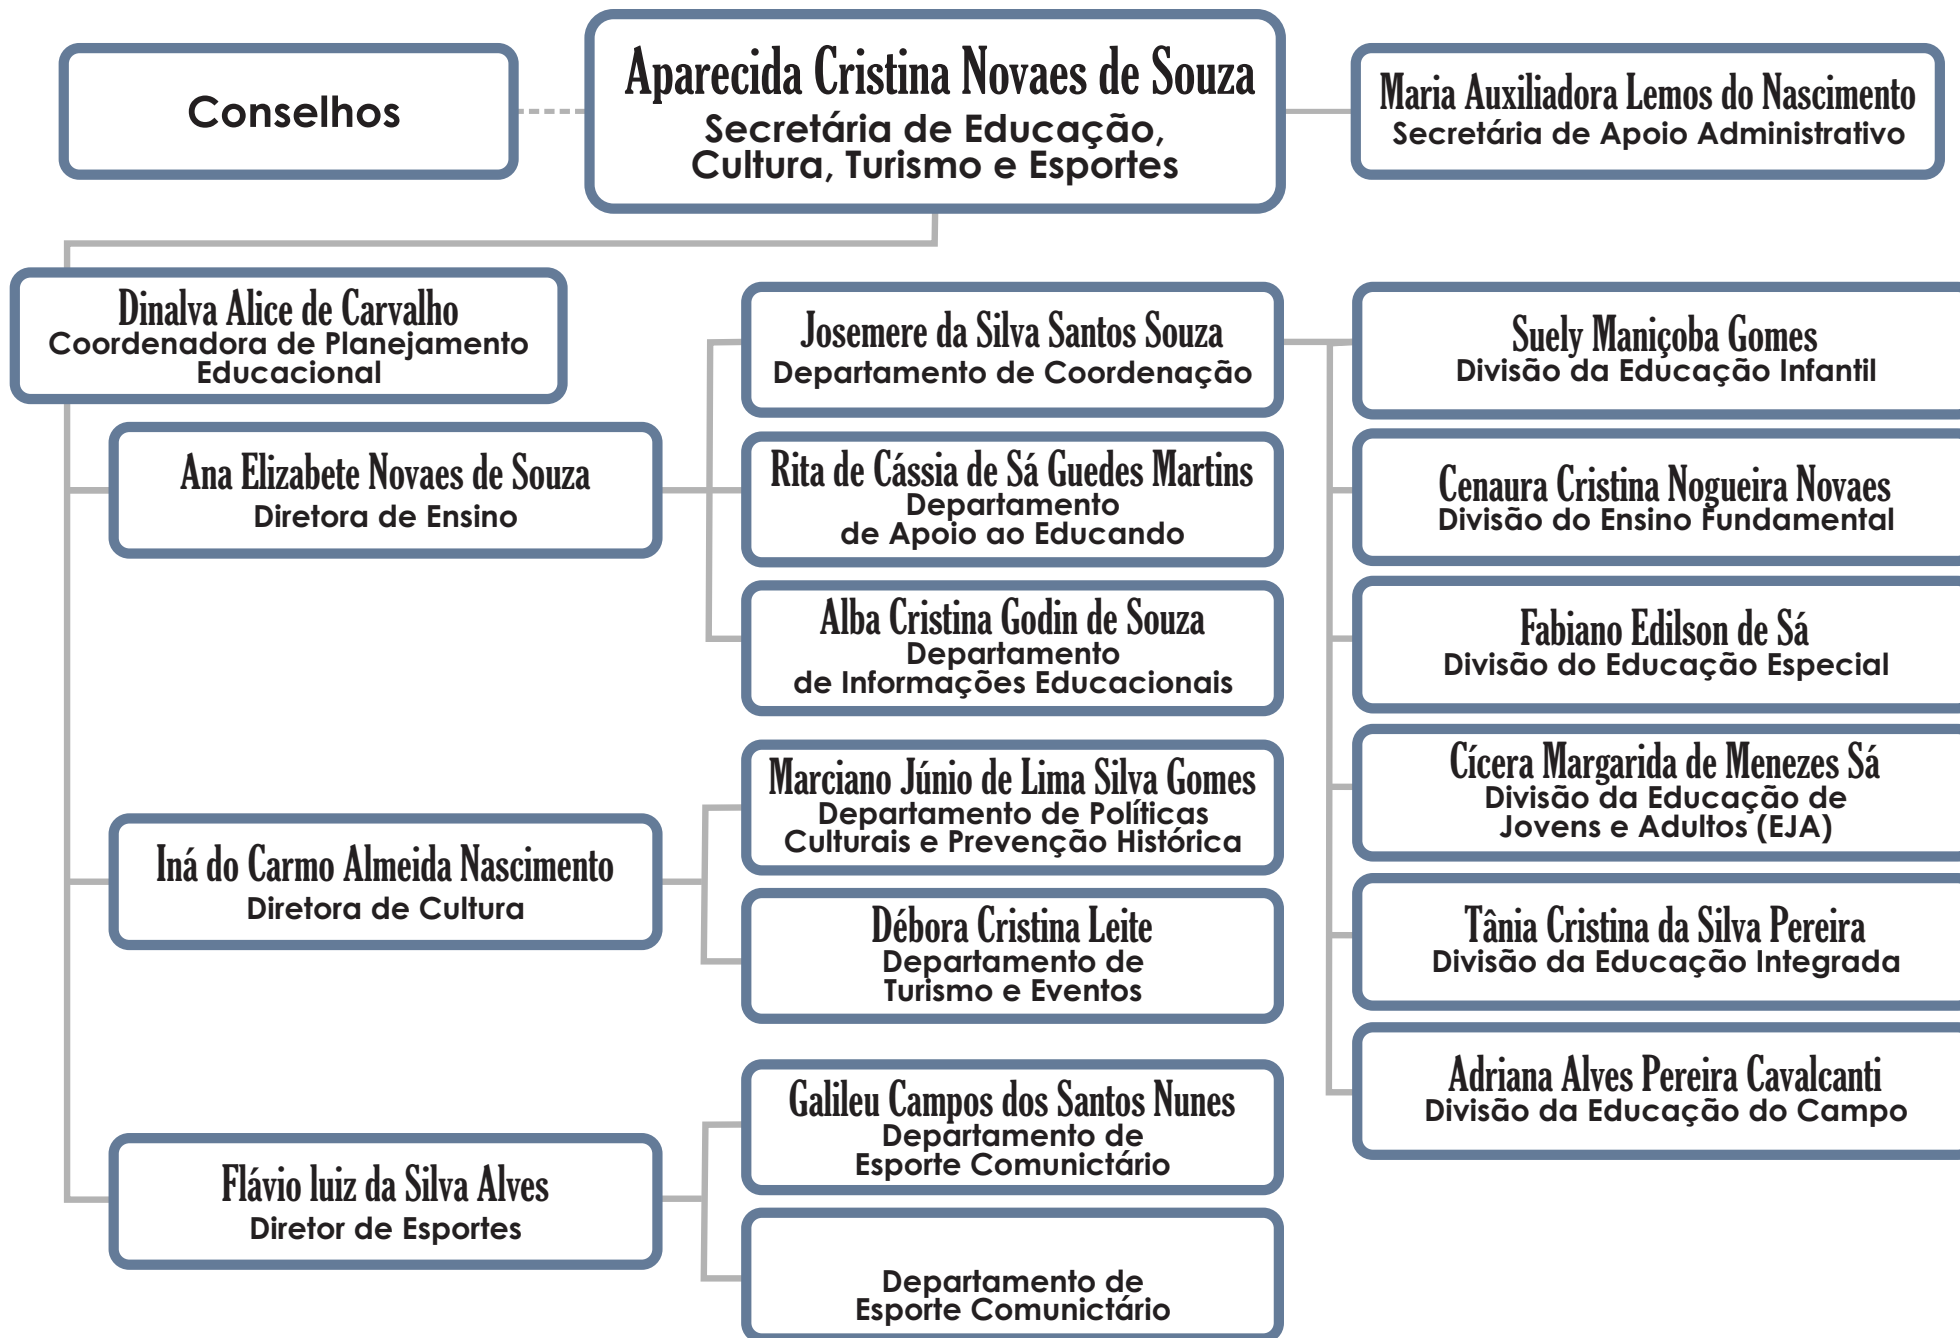 Conselhos
Aparecida Cristina Novaes de Souza
Secretária de Educação,
Cultura, Turismo e Esportes
Maria Auxiliadora Lemos do Nascimento
Secretária de Apoio Administrativo
Dinalva Alice de Carvalho
Coordenadora de Planejamento
Educacional
Ana Elizabete Novaes de Souza
Diretora de Ensino
Josemere da Silva Santos Souza
Departamento de Coordenação
Rita de Cássia de Sá Guedes Martins
Departamento
de Apoio ao Educando
Alba Cristina Godin de Souza
Departamento
de Informações Educacionais
Suely Maniçoba Gomes
Divisão da Educação Infantil
Cenaura Cristina Nogueira Novaes
Divisão do Ensino Fundamental
Fabiano Edilson de Sá
Divisão do Educação Especial
Cícera Margarida de Menezes Sá
Divisão da Educação de
Jovens e Adultos (EJA)
Tânia Cristina da Silva Pereira
Divisão da Educação Integrada
Adriana Alves Pereira Cavalcanti
Divisão da Educação do Campo
Iná do Carmo Almeida Nascimento
Diretora de Cultura
Marciano Júnio de Lima Silva Gomes
Departamento de Políticas
Culturais e Prevenção Histórica
Débora Cristina Leite
Departamento de
Turismo e Eventos
Flávio luiz da Silva Alves
Diretor de Esportes
Galileu Campos dos Santos Nunes
Departamento de
Esporte Comunictário
Departamento de
Esporte Comunictário